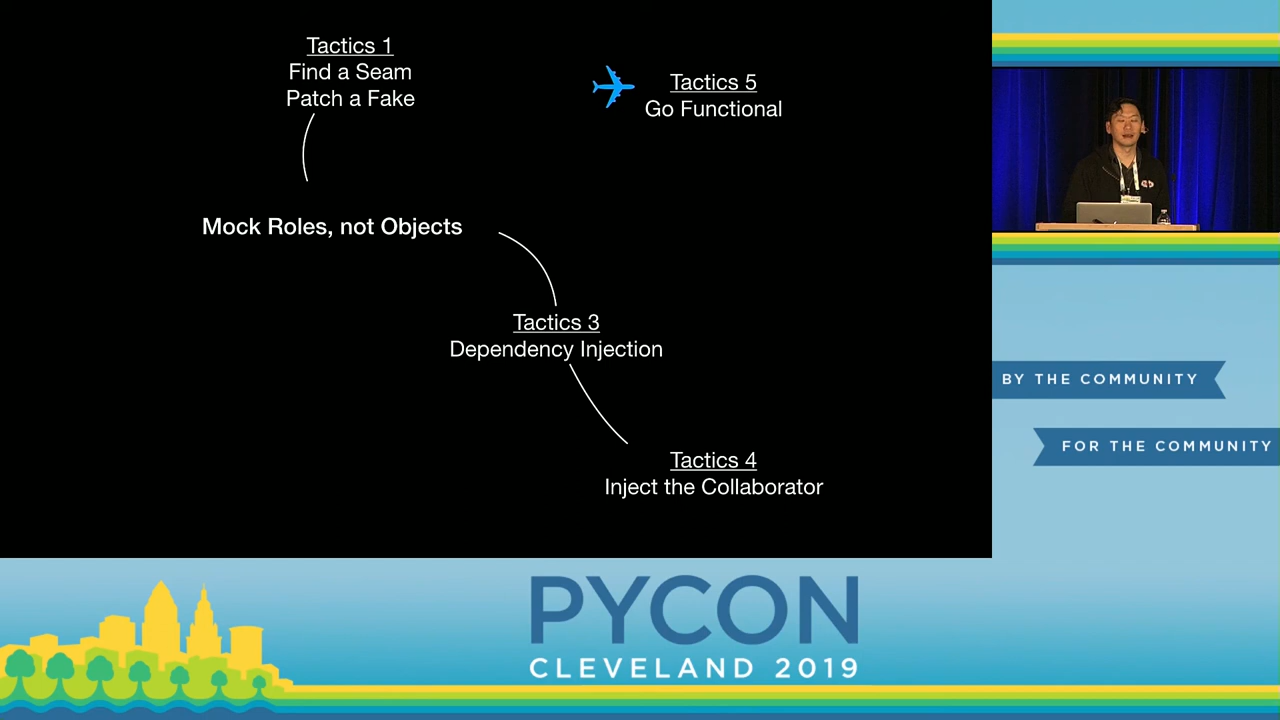 Tactics 1
Find a Seam
Patch a Fake
Tactics 5
Go Functional
Mock Roles, not Objects
Tactics 3
Dependency Injection
Tactics 4
Inject the Collaborator
BY THE COMMUNITY
FOR THE COMMUNITY
PYCON
CLEVELAND 2019